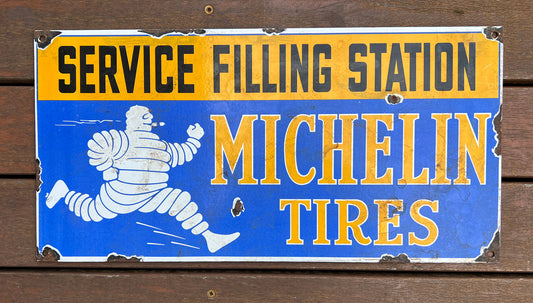 SERVICE FILLING STATION
MICHELIN
TIRES